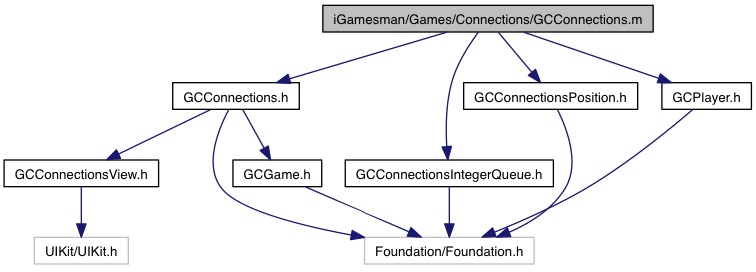 iGamesman/Games/Connections/GCConnections.m
GCConnections.h
GCConnectionsPosition.h
GCPlayer.h
GCConnectionsView.h
GCGame.h
GCConnectionsIntegerQueue.h
UIKit/UIKit.h
Foundation/Foundation.h